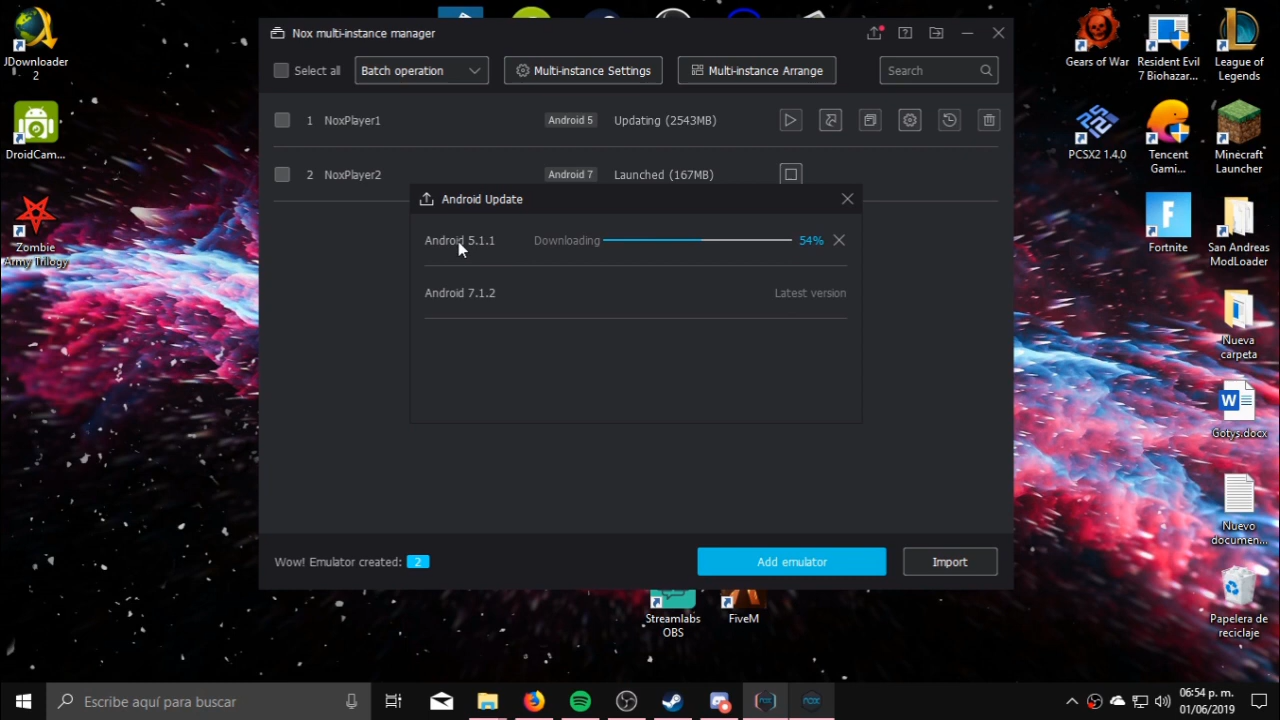 JDownloader
2
DroidCam...
Zombie
Army Trilogy
Nox multi-instance manager
Select all
Batch operation
Multi-instance Settings
Multi-instance Arrange
Search
1 NoxPlayer1 Android 5 Updating (2543MB)
2 NoxPlayer2 Android 7 Launched (167MB)
Android Update
Android 5.1.1 Downloading 54%
Android 7.1.2 Latest version
Wow! Emulator created: 2
Add emulator
Import
Gears of War
Resident Evil
7 Biohazar...
League of
Legends
PCSX2 1.4.0
Tencent
Gami...
Minecraft
Launcher
Fortnite
San Andreas
ModLoader
Nueva
carpeta
Gotys.docx
Nuevo
documen...
Papelera de
reciclaje
Streamlabs
OBS
FiveM
Escribe aquí para buscar
06:54 p. m.
01/06/2019